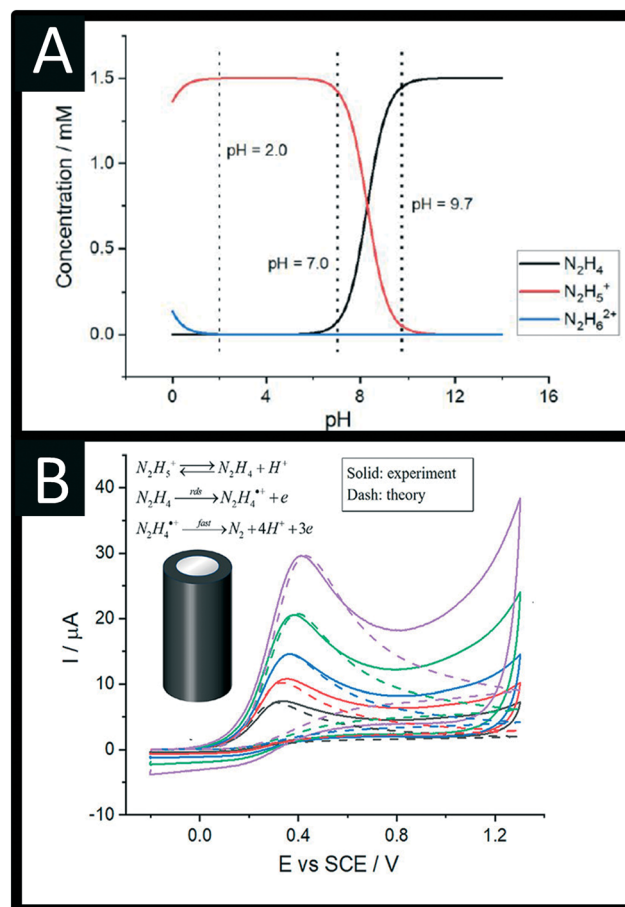 A
1.5
1.0
0.5
0.0
Concentration / mM
pH = 2.0
pH = 7.0
pH = 9.7
N₂H₄
N₂H₅⁺
N₂H₆²⁺
0
4
8
12
16
pH
B
N₂H₅⁺ ⇌ N₂H₄ + H⁺
N₂H₄ —rds→ N₂H₄•⁺ + e
N₂H₄•⁺ —fast→ N₂ + 4H⁺ + 3e
Solid: experiment
Dash: theory
40
30
20
10
0
-10
I / µA
0.0
0.4
0.8
1.2
E vs SCE / V